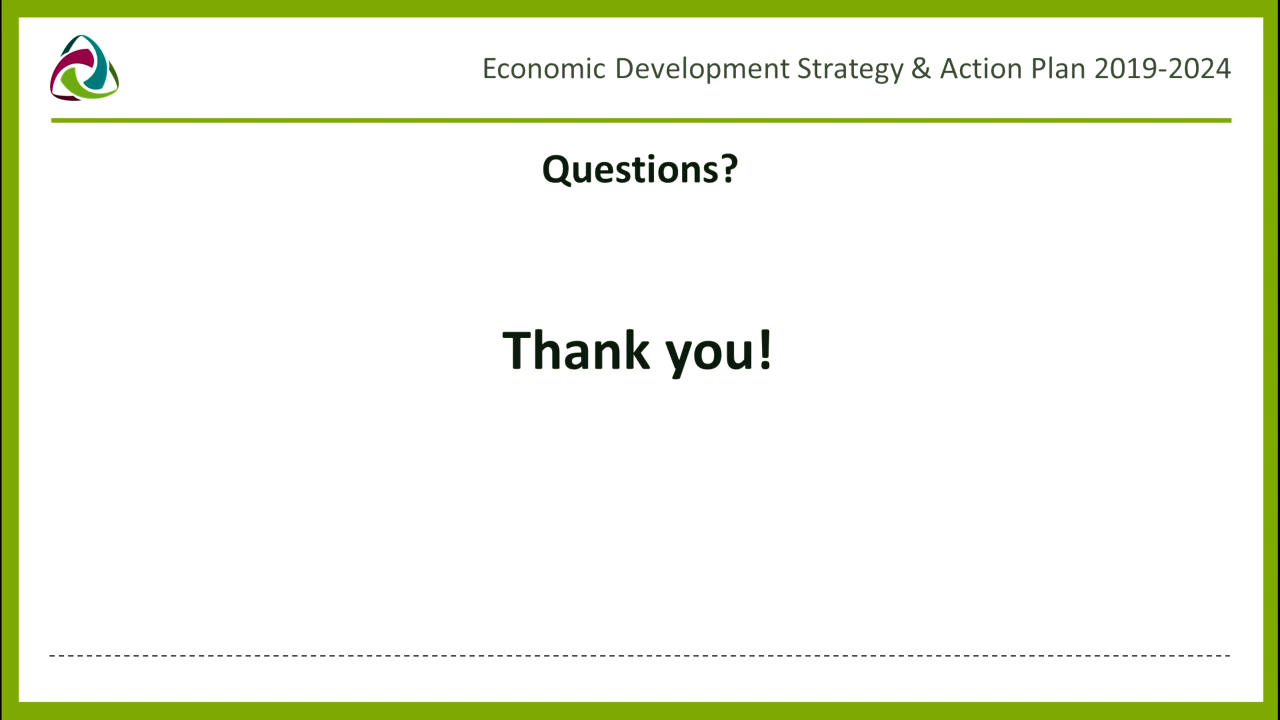 Economic Development Strategy & Action Plan 2019-2024
Questions?
Thank you!